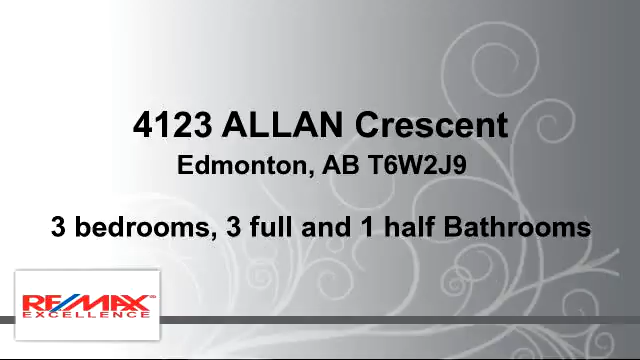 4123 ALLAN Crescent
Edmonton, AB T6W2J9
3 bedrooms, 3 full and 1 half Bathrooms
RE/MAX
EXCELLENCE